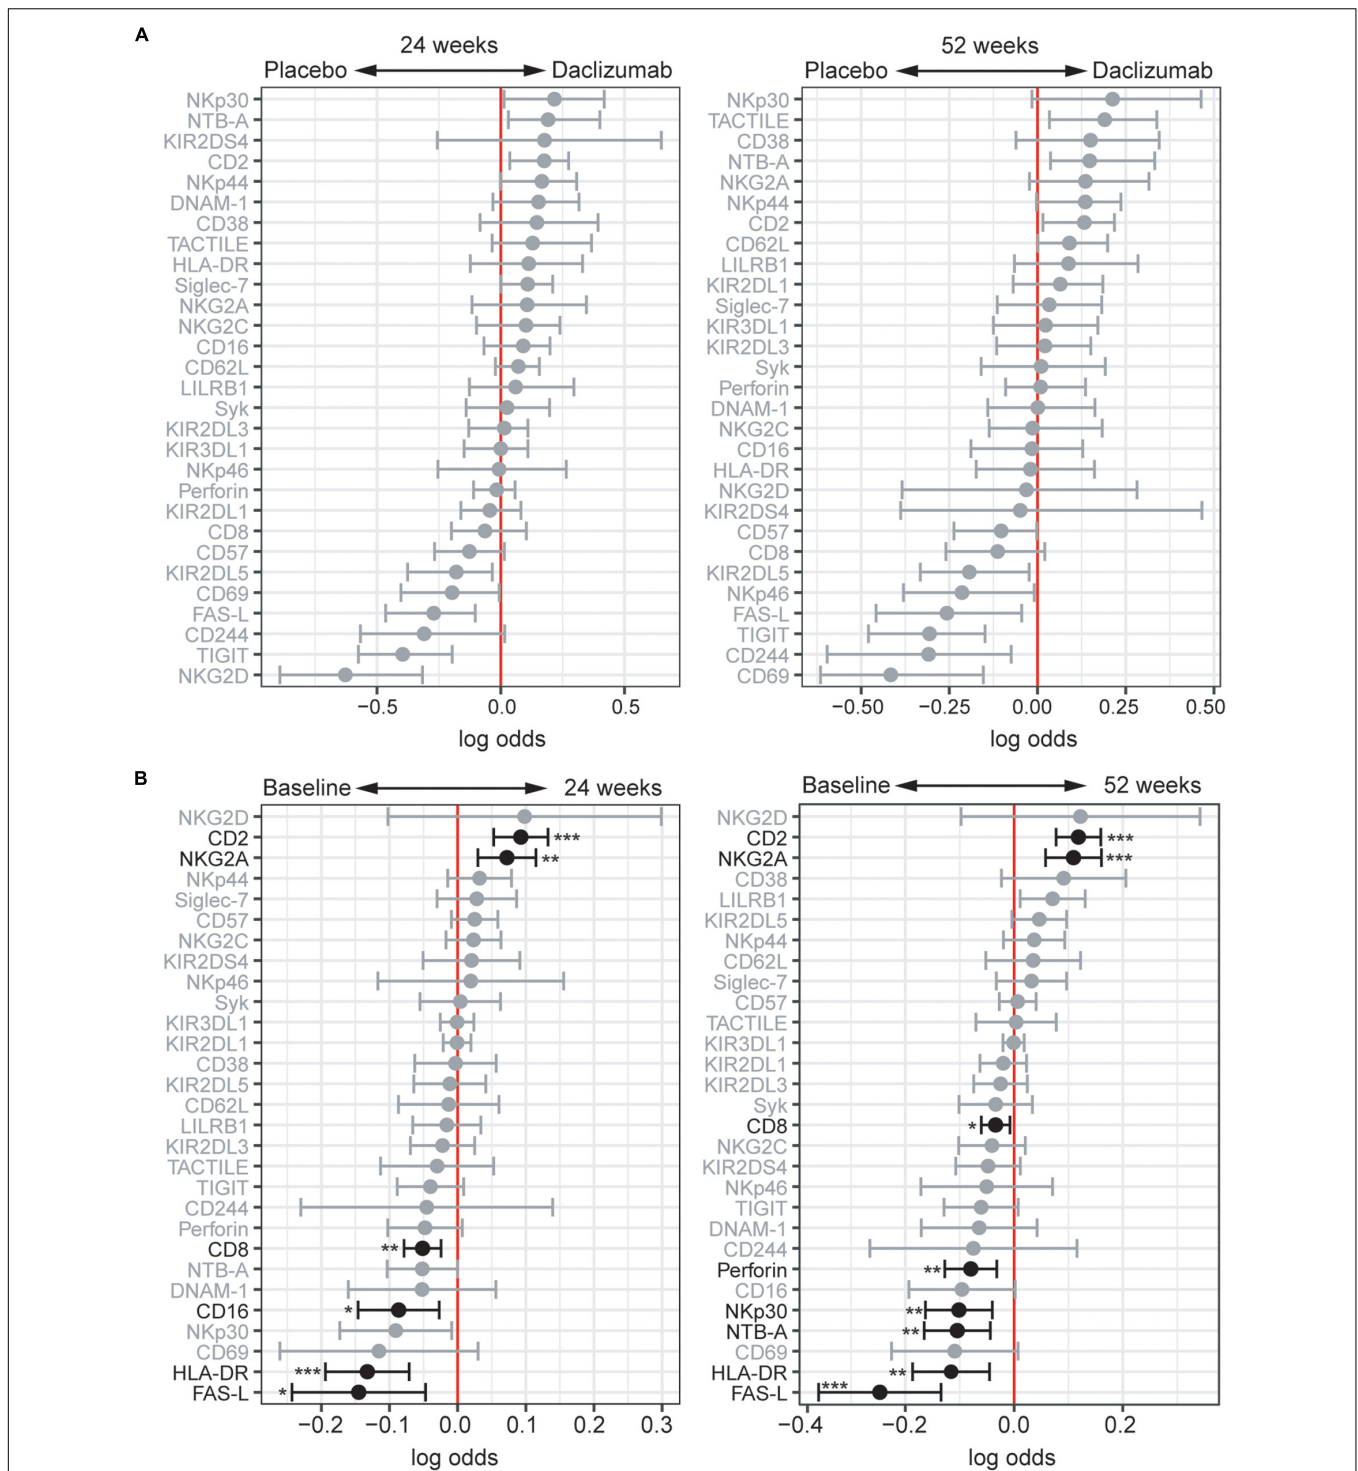 A
24 weeks
Placebo Daclizumab
NKp30
NTB-A
KIR2DS4
CD2
NKp44
DNAM-1
CD38
TACTILE
HLA-DR
Siglec-7
NKG2A
NKG2C
CD16
CD62L
LILRB1
Syk
KIR2DL3
KIR3DL1
NKp46
Perforin
KIR2DL1
CD8
CD57
KIR2DL5
CD69
FAS-L
CD244
TIGIT
NKG2D
−0.5 0.0 0.5
log odds
52 weeks
Placebo Daclizumab
NKp30
TACTILE
CD38
NTB-A
NKG2A
NKp44
CD2
CD62L
LILRB1
KIR2DL1
Siglec-7
KIR3DL1
KIR2DL3
Syk
Perforin
DNAM-1
NKG2C
CD16
HLA-DR
NKG2D
KIR2DS4
CD57
CD8
KIR2DL5
NKp46
FAS-L
TIGIT
CD244
CD69
−0.50 −0.25 0.00 0.25 0.50
log odds
B
Baseline 24 weeks
NKG2D
CD2 ***
NKG2A **
NKp44
Siglec-7
CD57
NKG2C
KIR2DS4
NKp46
Syk
KIR3DL1
KIR2DL1
CD38
KIR2DL5
CD62L
LILRB1
KIR2DL3
TACTILE
TIGIT
CD244
Perforin
CD8 **
NTB-A
DNAM-1
CD16 *
NKp30
CD69
HLA-DR ***
FAS-L *
−0.2 −0.1 0.0 0.1 0.2 0.3
log odds
Baseline 52 weeks
NKG2D
CD2 ***
NKG2A ***
CD38
LILRB1
KIR2DL5
NKp44
CD62L
Siglec-7
CD57
TACTILE
KIR3DL1
KIR2DL1
KIR2DL3
Syk
CD8 *
NKG2C
KIR2DS4
NKp46
TIGIT
DNAM-1
CD244
Perforin **
CD16
NKp30 **
NTB-A **
CD69
HLA-DR **
FAS-L ***
−0.4 −0.2 0.0 0.2
log odds